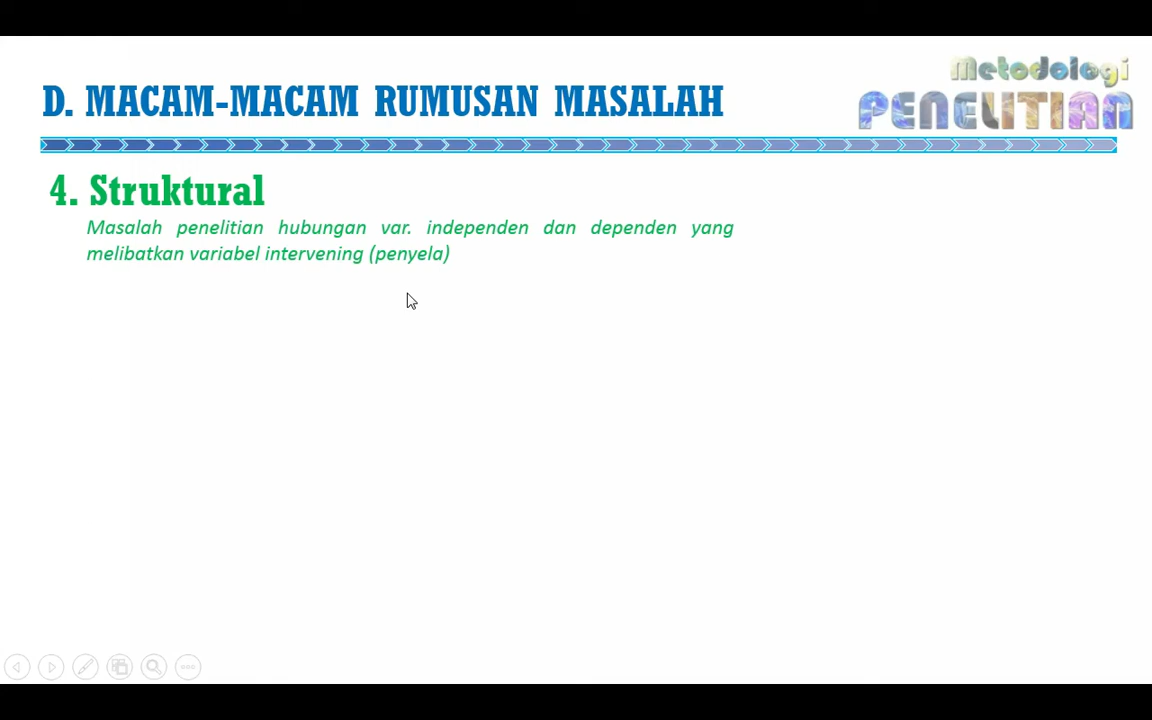 Metodologi
D. MACAM-MACAM RUMUSAN MASALAH
PENELITIAN
4. Struktural
Masalah penelitian hubungan var. independen dan dependen yang
melibatkan variabel intervening (penyela)